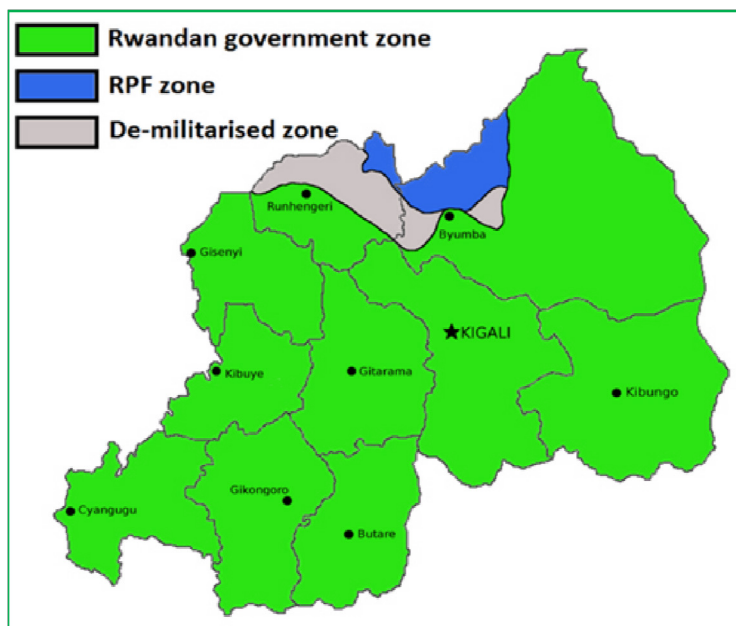 Rwandan government zone
RPF zone
De-militarised zone
Runhengeri
Byumba
Gisenyi
KIGALI
Kibuye
Gitarama
Kibungo
Gikongoro
Cyangugu
Butare